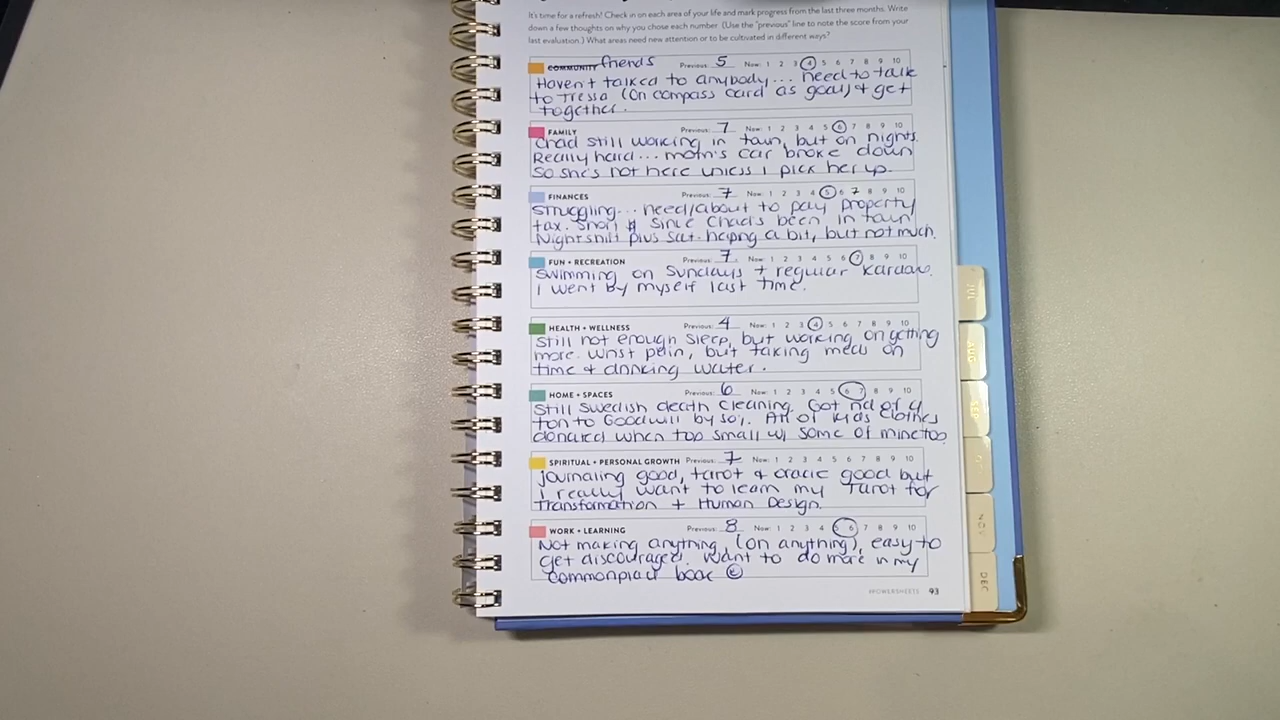 It's time for a refresh! Check in on each area of your life and mark progress from the last three months. Write
down a few thoughts on why you chose each number. (Use the "previous" line to note the score from your
last evaluation.) What areas need new attention or to be cultivated in different ways?
COMMUNITY friends Previous: 5 Now: 1 2 3 4 5 6 7 8 9 10
Haven't talked to anybody... need to talk
to Tressa (on compass card as goal) & get
together.
FAMILY Previous: 7 Now: 1 2 3 4 5 6 7 8 9 10
Chad still working in town, but on nights.
Really hard... mom's car broke down
so she's not here unless I pick her up.
FINANCES Previous: 7 Now: 1 2 3 4 5 6 7 8 9 10
Struggling... need/about to pay property
tax. Short $ since Chad's been in town
Nightshift plus Sat. helping a bit, but not much.
FUN + RECREATION Previous: 7 Now: 1 2 3 4 5 6 7 8 9 10
Swimming on Sundays + regular Kardow.
I went by myself last time.
HEALTH + WELLNESS Previous: 4 Now: 1 2 3 4 5 6 7 8 9 10
Still not enough sleep, but working on getting
more. Wrist pain, but taking meds on
time & drinking water.
HOME + SPACES Previous: 6 Now: 1 2 3 4 5 6 7 8 9 10
Still Swedish death cleaning. Got rid of a
ton to Goodwill by so/. All of kids clothes
donated when too small w/ some of mine too.
SPIRITUAL + PERSONAL GROWTH Previous: 7 Now: 1 2 3 4 5 6 7 8 9 10
Journaling good, tarot & oracle good but
I really want to learn my Tarot for
Transformation + Human Design.
WORK + LEARNING Previous: 8 Now: 1 2 3 4 5 6 7 8 9 10
Not making anything (on anything), easy to
get discouraged. Want to do more in my
commonplace book
POWERSHEETS 93
JUL
AUG
SEP
NOV
DEC